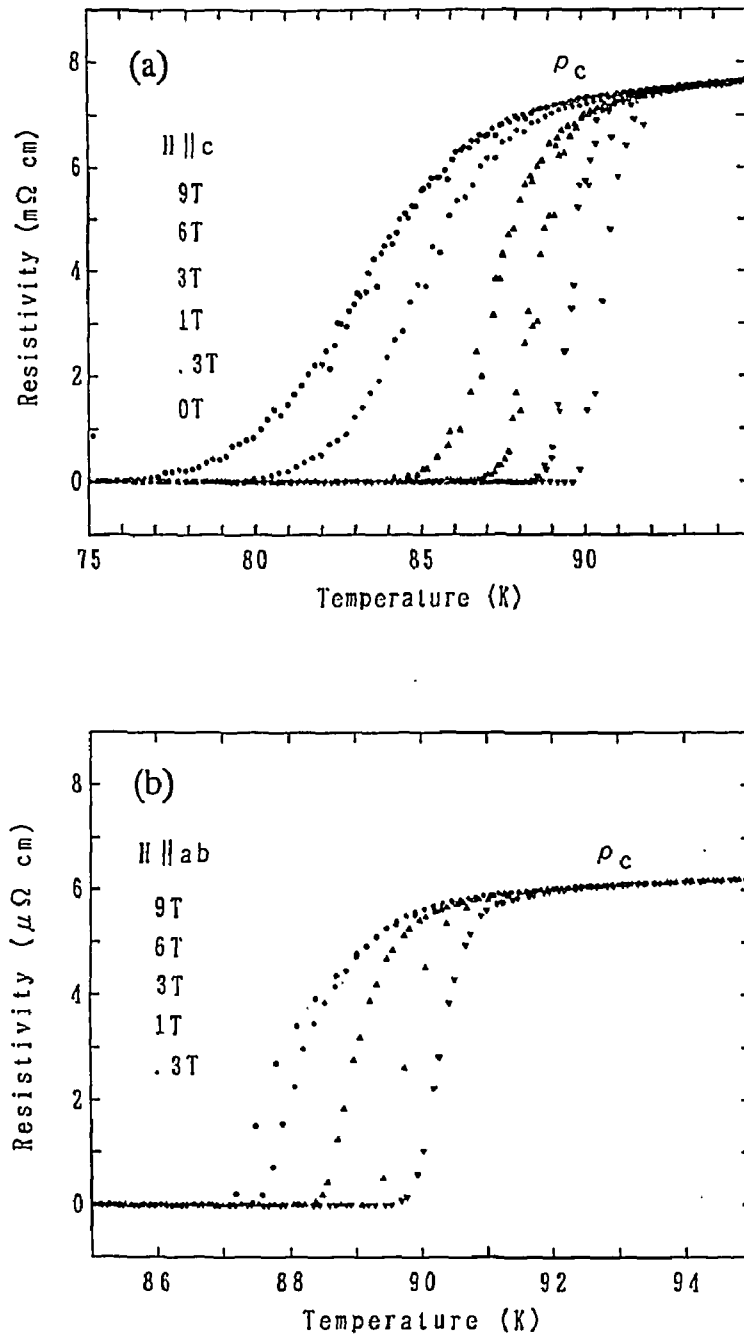 (a)
ρc
H||c
9T
6T
3T
1T
.3T
0T
8
6
4
2
0
Resistivity (mΩ cm)
75 80 85 90
Temperature (K)
(b)
ρc
H||ab
9T
6T
3T
1T
.3T
8
6
4
2
0
Resistivity (μΩ cm)
86 88 90 92 94
Temperature (K)